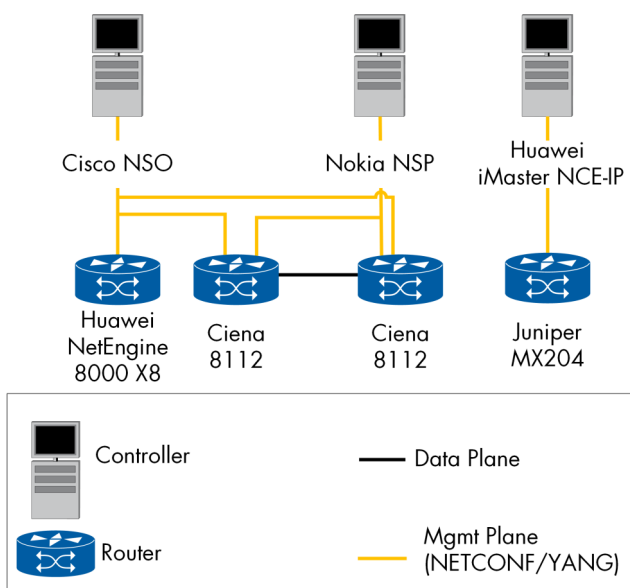 Cisco NSO
Nokia NSP
Huawei
iMaster NCE-IP
Huawei
NetEngine
8000 X8
Ciena
8112
Ciena
8112
Juniper
MX204
Controller
Data Plane
Router
Mgmt Plane
(NETCONF/YANG)